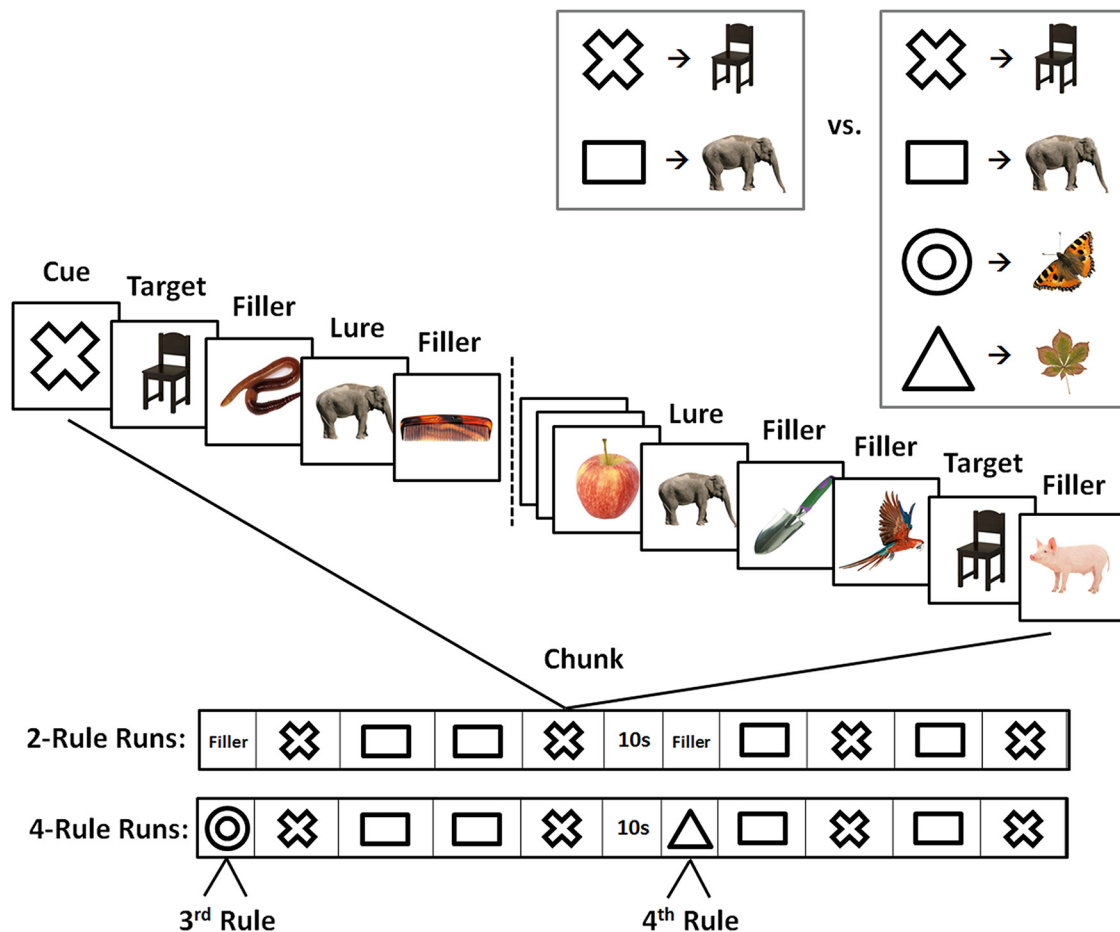 vs.
Cue
Target
Filler
Lure
Filler
Lure
Filler
Filler
Target
Filler
Chunk
2-Rule Runs: Filler 10s Filler
4-Rule Runs: 10s
3rd Rule 4th Rule